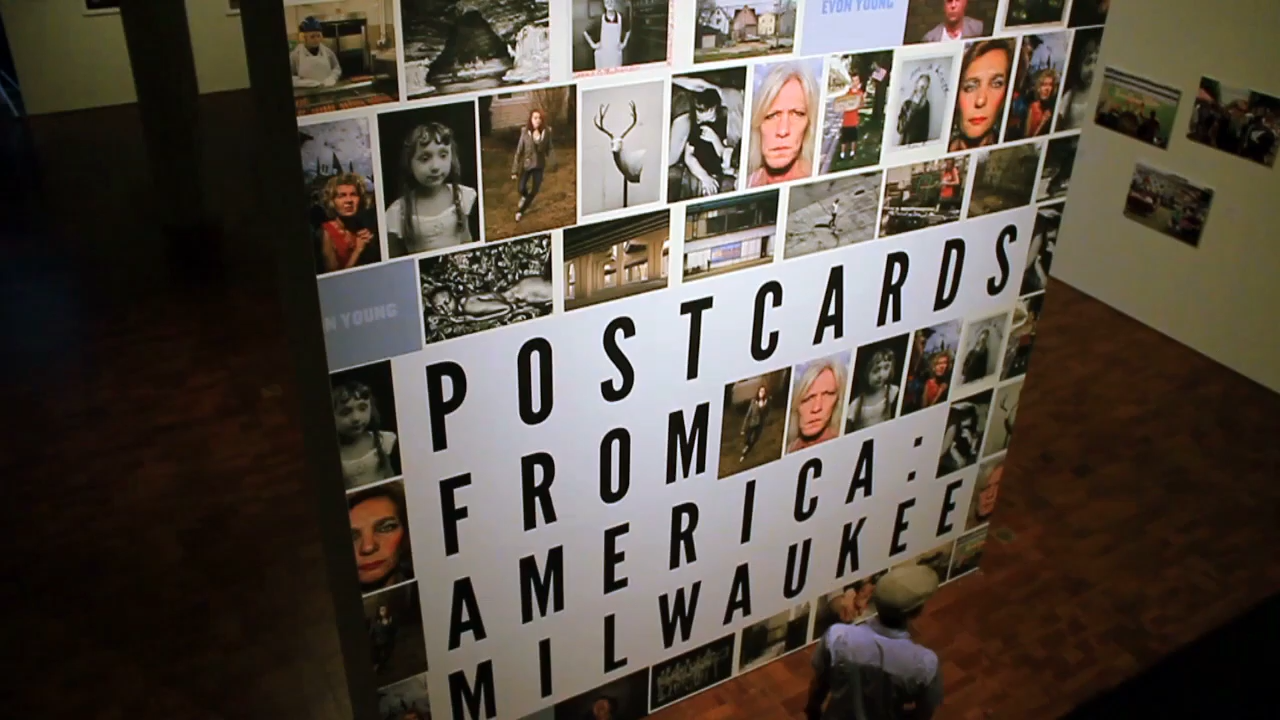 EVON YOUNG
N YOUNG
POSTCARDS
FROM
AMERICA:
MILWAUKEE